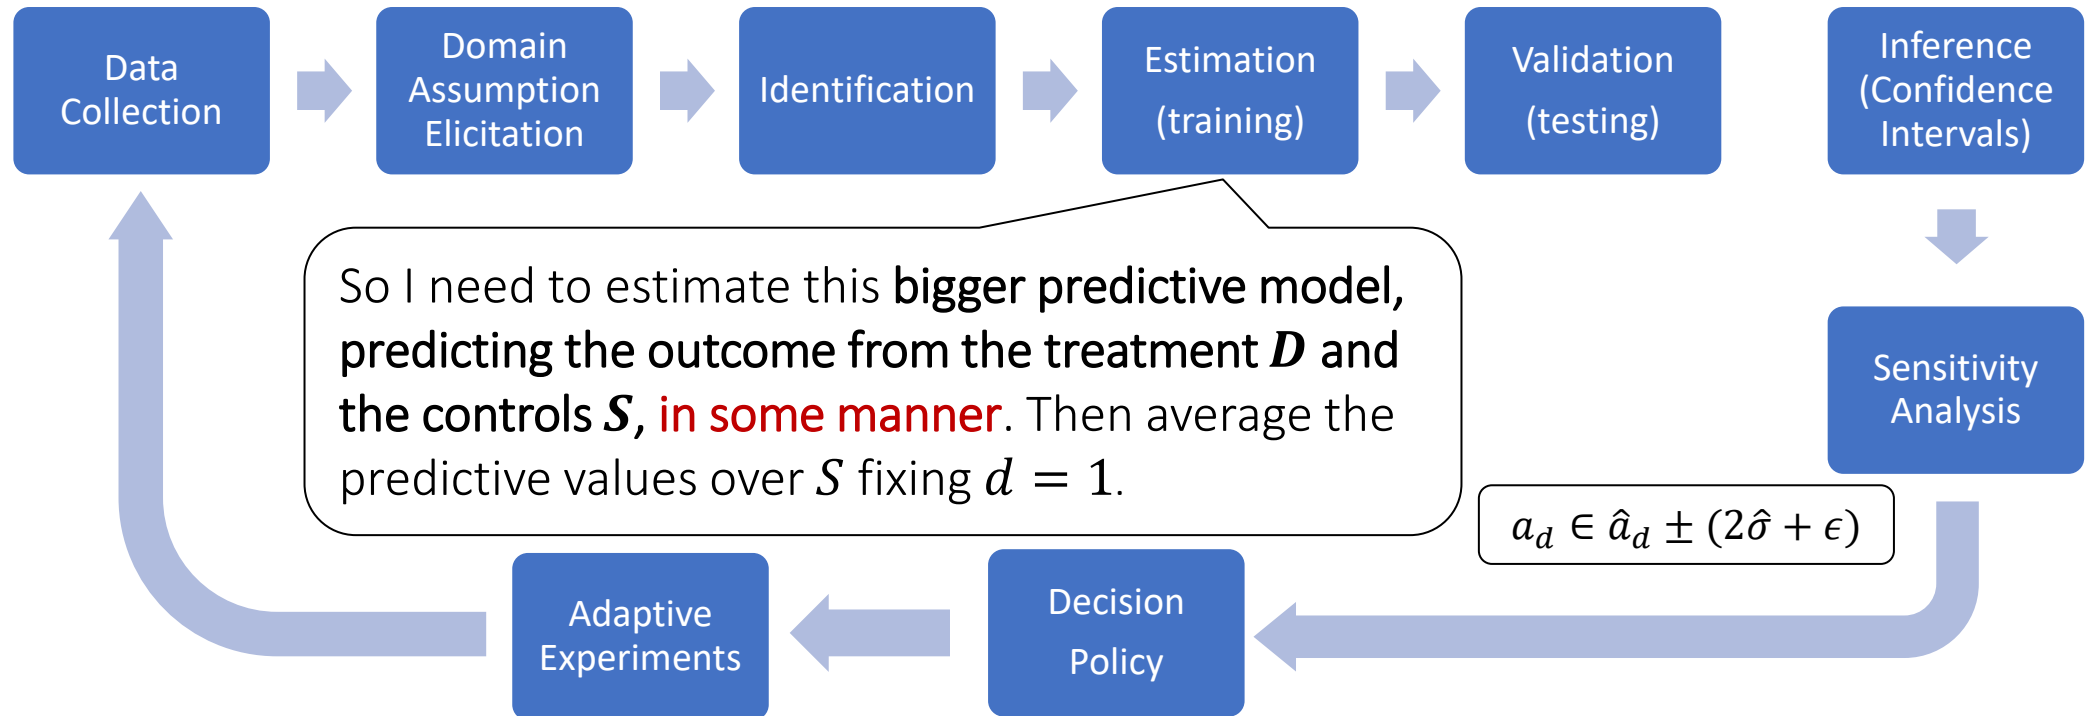 Data
Collection
Domain
Assumption
Elicitation
Identification
Estimation
(training)
Validation
(testing)
Inference
(Confidence
Intervals)
So I need to estimate this bigger predictive model,
predicting the outcome from the treatment D and
the controls S, in some manner. Then average the
predictive values over S fixing d = 1.
Sensitivity
Analysis
a_d ∈ â_d ± (2σ̂ + ϵ)
Decision
Policy
Adaptive
Experiments